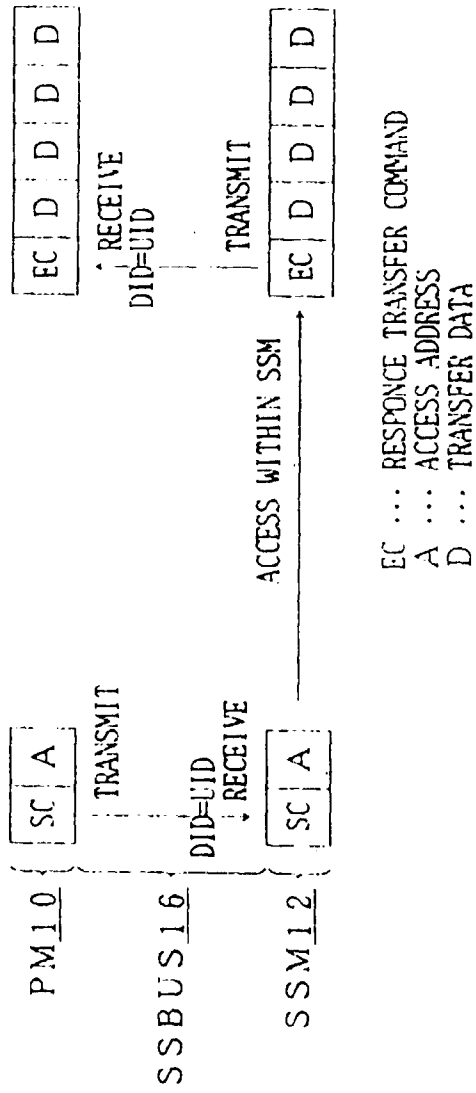 PM10
SC A
EC D D D D
TRANSMIT
RECEIVE
DID=UID
SSBUS16
DID=UID
RECEIVE
ACCESS WITHIN SSM
TRANSMIT
SSM12
SC A
EC D D D D
EC ... RESPONCE TRANSFER COMMAND
A ... ACCESS ADDRESS
D ... TRANSFER DATA